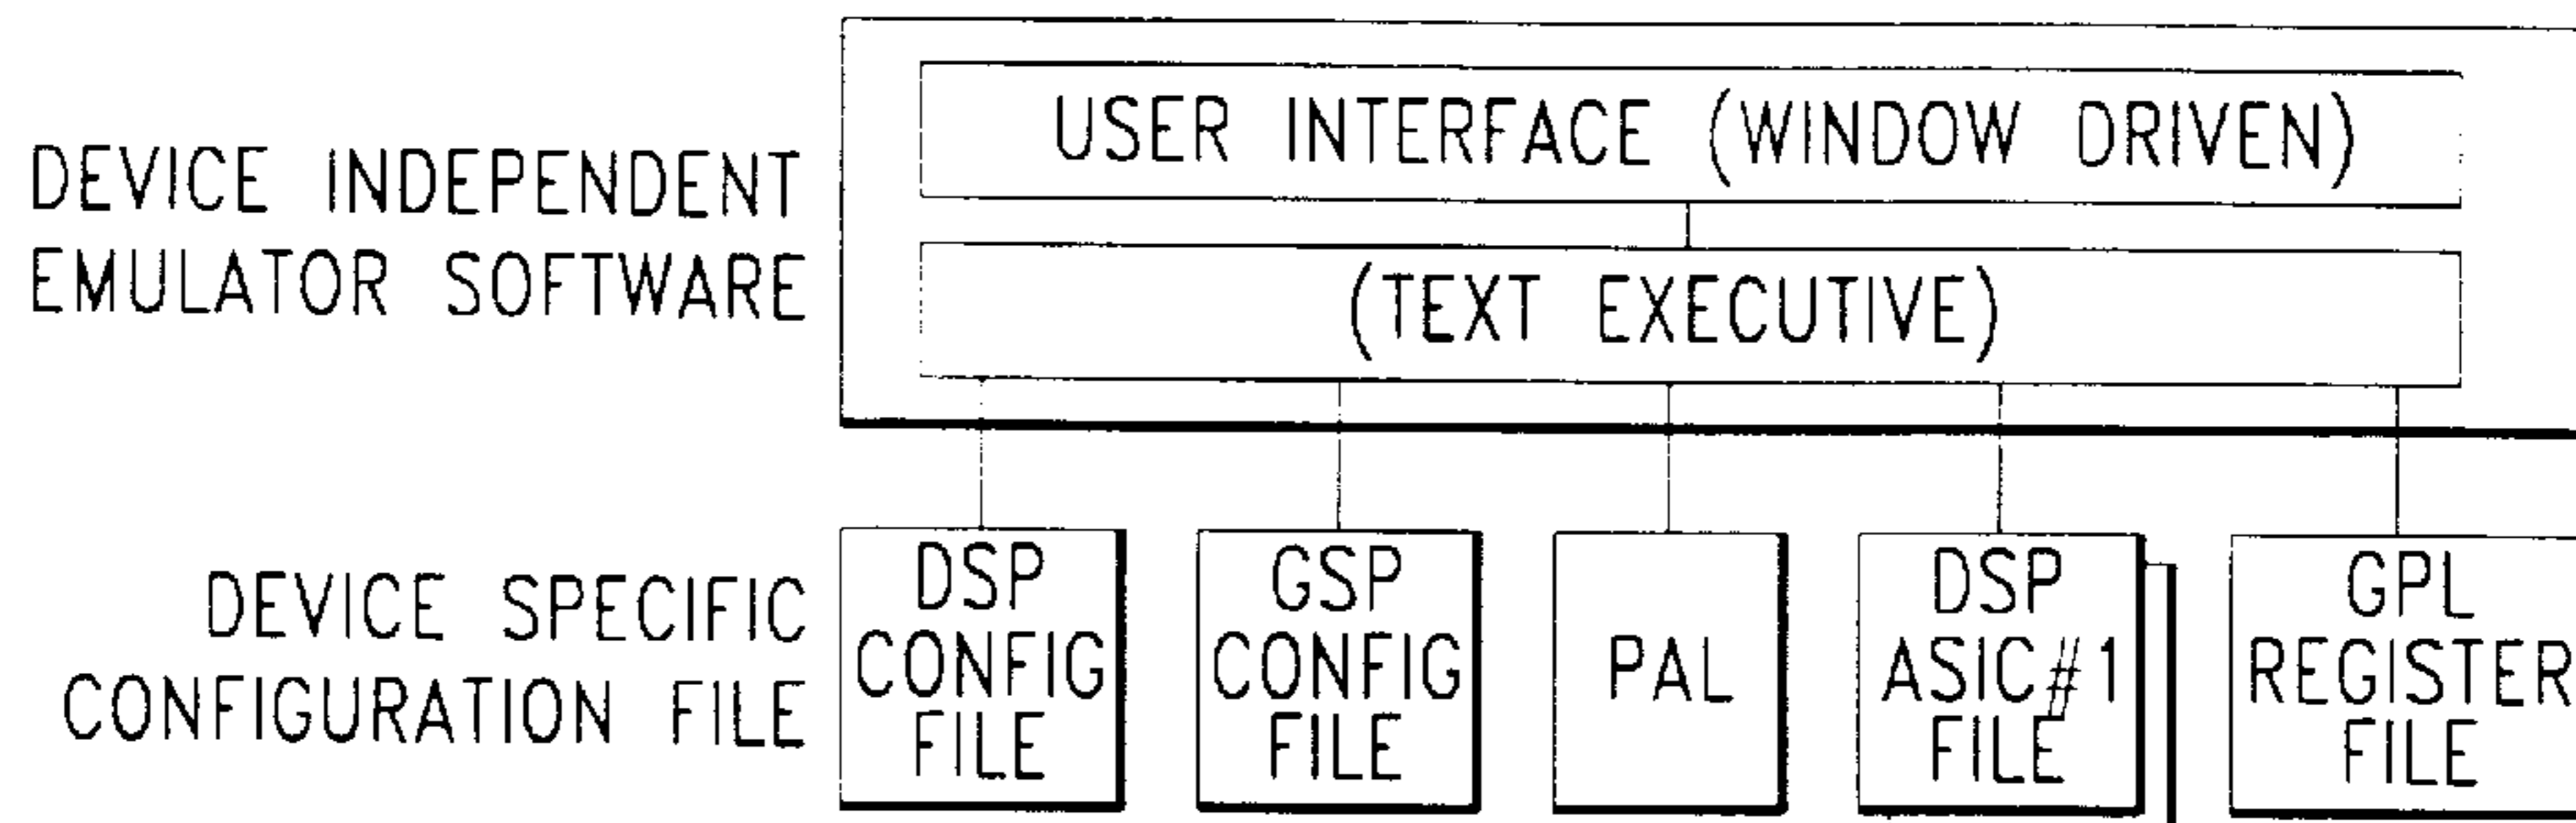 DEVICE INDEPENDENT
EMULATOR SOFTWARE
USER INTERFACE (WINDOW DRIVEN)
(TEXT EXECUTIVE)
DEVICE SPECIFIC
CONFIGURATION FILE
DSP
CONFIG
FILE
GSP
CONFIG
FILE
PAL
DSP
ASIC#1
FILE
GPL
REGISTER
FILE